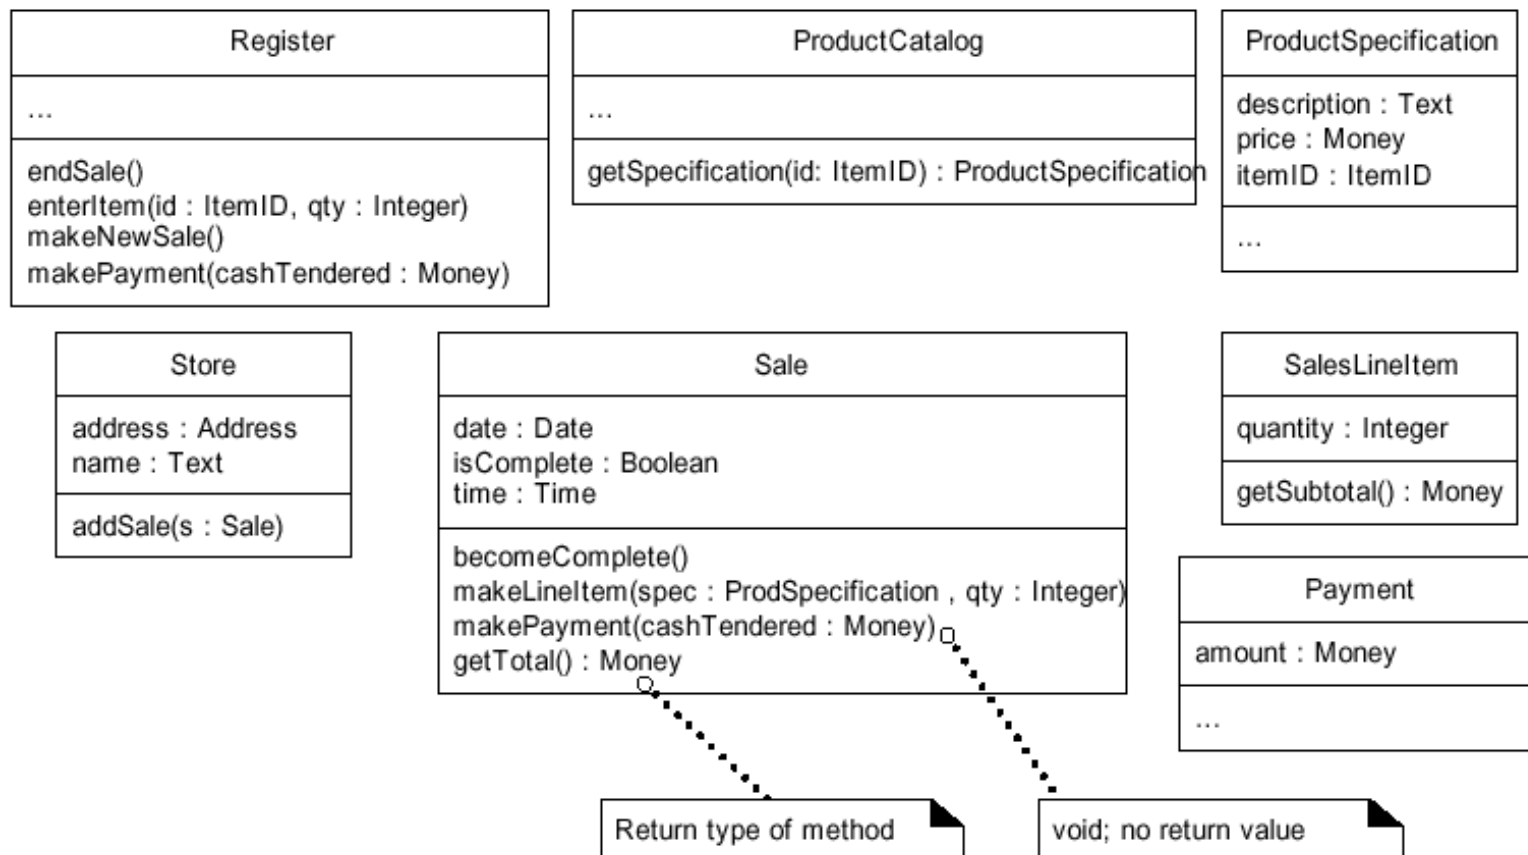 Register
...
endSale()
enterItem(id : ItemID, qty : Integer)
makeNewSale()
makePayment(cashTendered : Money)
ProductCatalog
...
getSpecification(id: ItemID) : ProductSpecification
ProductSpecification
description : Text
price : Money
itemID : ItemID
...
Store
address : Address
name : Text
addSale(s : Sale)
Sale
date : Date
isComplete : Boolean
time : Time
becomeComplete()
makeLineItem(spec : ProdSpecification , qty : Integer)
makePayment(cashTendered : Money)
getTotal() : Money
SalesLineItem
quantity : Integer
getSubtotal() : Money
Payment
amount : Money
...
Return type of method
void; no return value